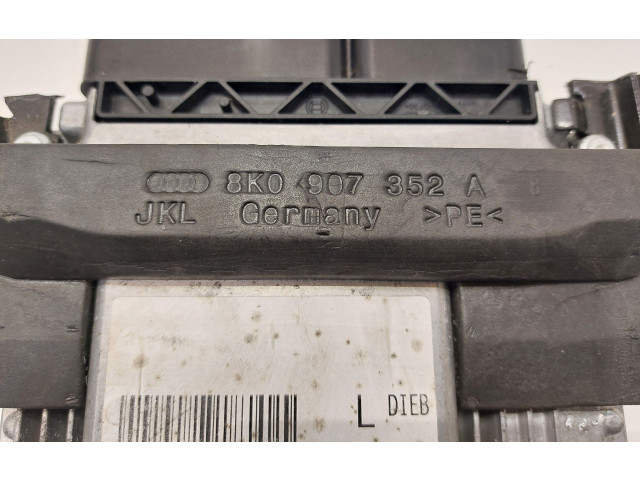 8K0 907 352 A
JKL Germany >PE<
L DIEB